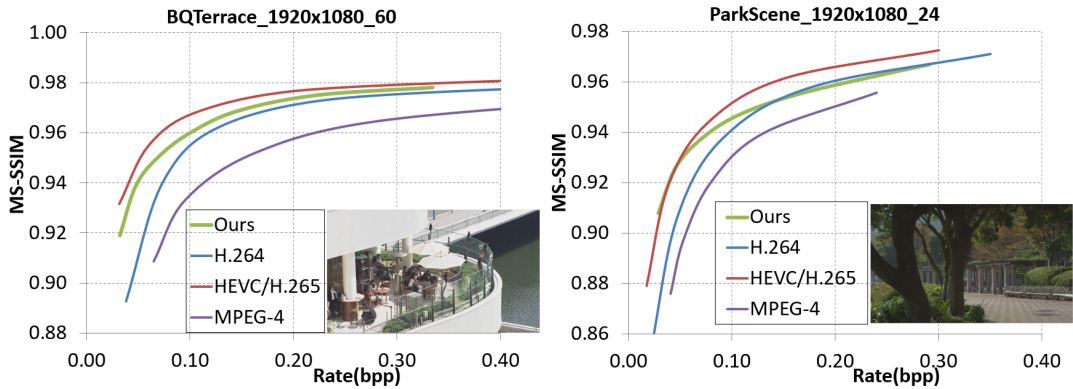 BQTerrace_1920x1080_60
MS-SSIM
1.00
0.98
0.96
0.94
0.92
0.90
0.88
Ours
H.264
HEVC/H.265
MPEG-4
0.00 0.10 0.20 0.30 0.40
Rate(bpp)
ParkScene_1920x1080_24
MS-SSIM
0.98
0.96
0.94
0.92
0.90
0.88
0.86
Ours
H.264
HEVC/H.265
MPEG-4
0.00 0.10 0.20 0.30 0.40
Rate(bpp)